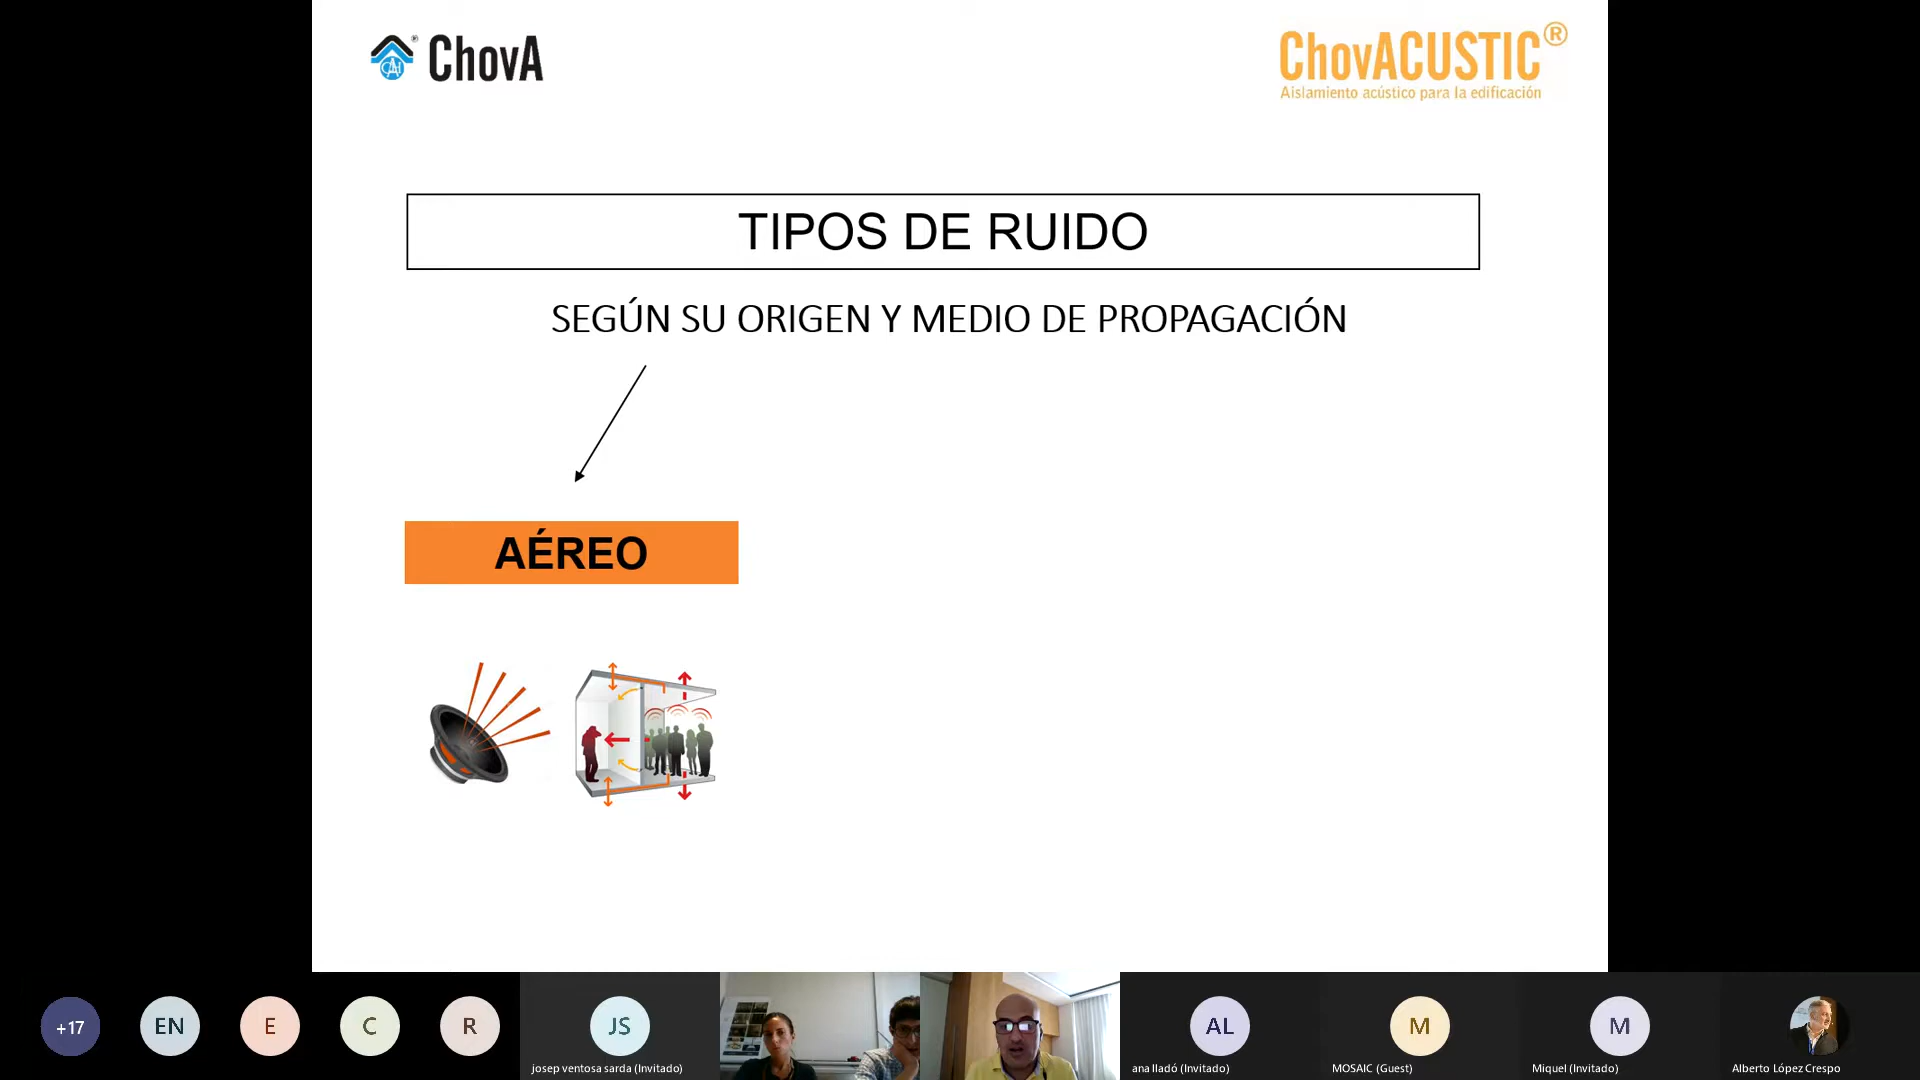 ChovA
ChovACUSTIC®
Aislamiento acústico para la edificación
TIPOS DE RUIDO
SEGÚN SU ORIGEN Y MEDIO DE PROPAGACIÓN
AÉREO
+17
EN
E
C
R
JS
josep ventosa sarda (Invitado)
AL
ana lladó (Invitado)
M
MOSAIC (Guest)
M
Miquel (Invitado)
Alberto López Crespo